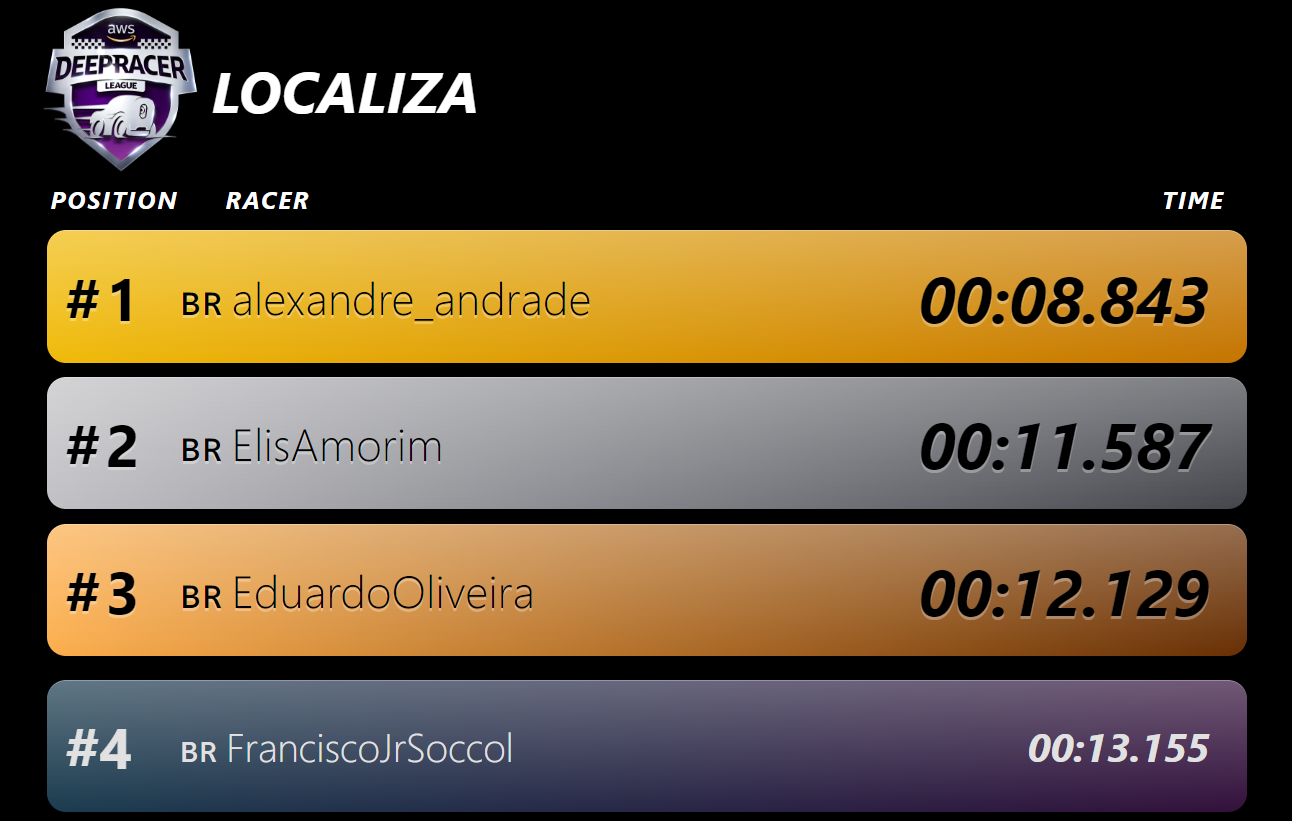 aws
DEEPRACER
LEAGUE
LOCALIZA
POSITION RACER TIME
#1 BR alexandre_andrade 00:08.843
#2 BR ElisAmorim 00:11.587
#3 BR EduardoOliveira 00:12.129
#4 BR FranciscoJrSoccol 00:13.155